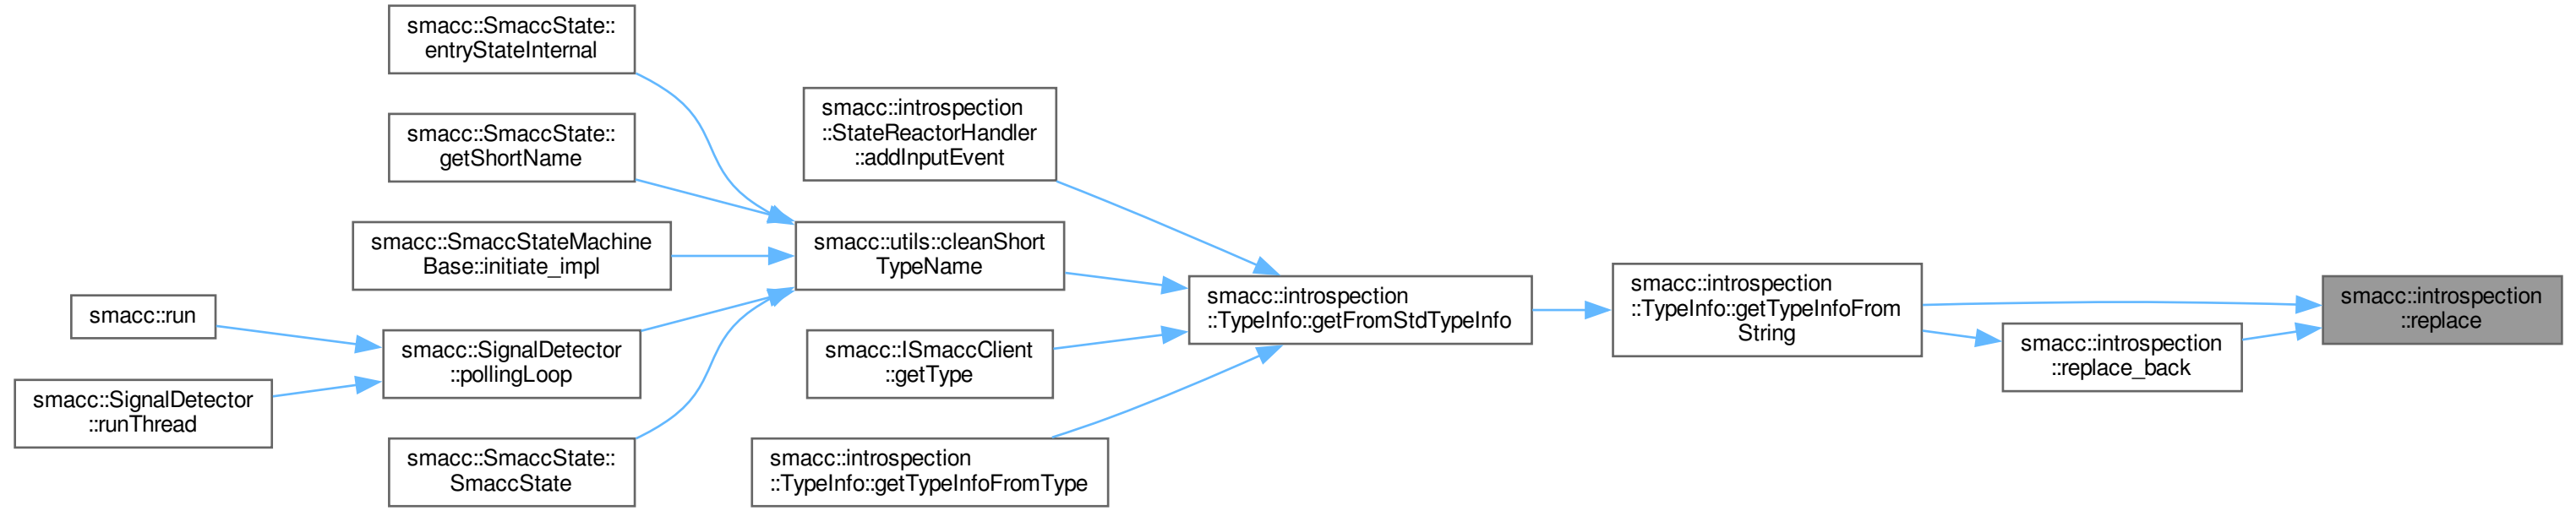 smacc::SmaccState::
entryStateInternal
smacc::SmaccState::
getShortName
smacc::SmaccStateMachine
Base::initiate_impl
smacc::run
smacc::SignalDetector
::runThread
smacc::SignalDetector
::pollingLoop
smacc::SmaccState::
SmaccState
smacc::introspection
::StateReactorHandler
::addInputEvent
smacc::utils::cleanShort
TypeName
smacc::ISmaccClient
::getType
smacc::introspection
::TypeInfo::getTypeInfoFromType
smacc::introspection
::TypeInfo::getFromStdTypeInfo
smacc::introspection
::TypeInfo::getTypeInfoFrom
String
smacc::introspection
::replace_back
smacc::introspection
::replace